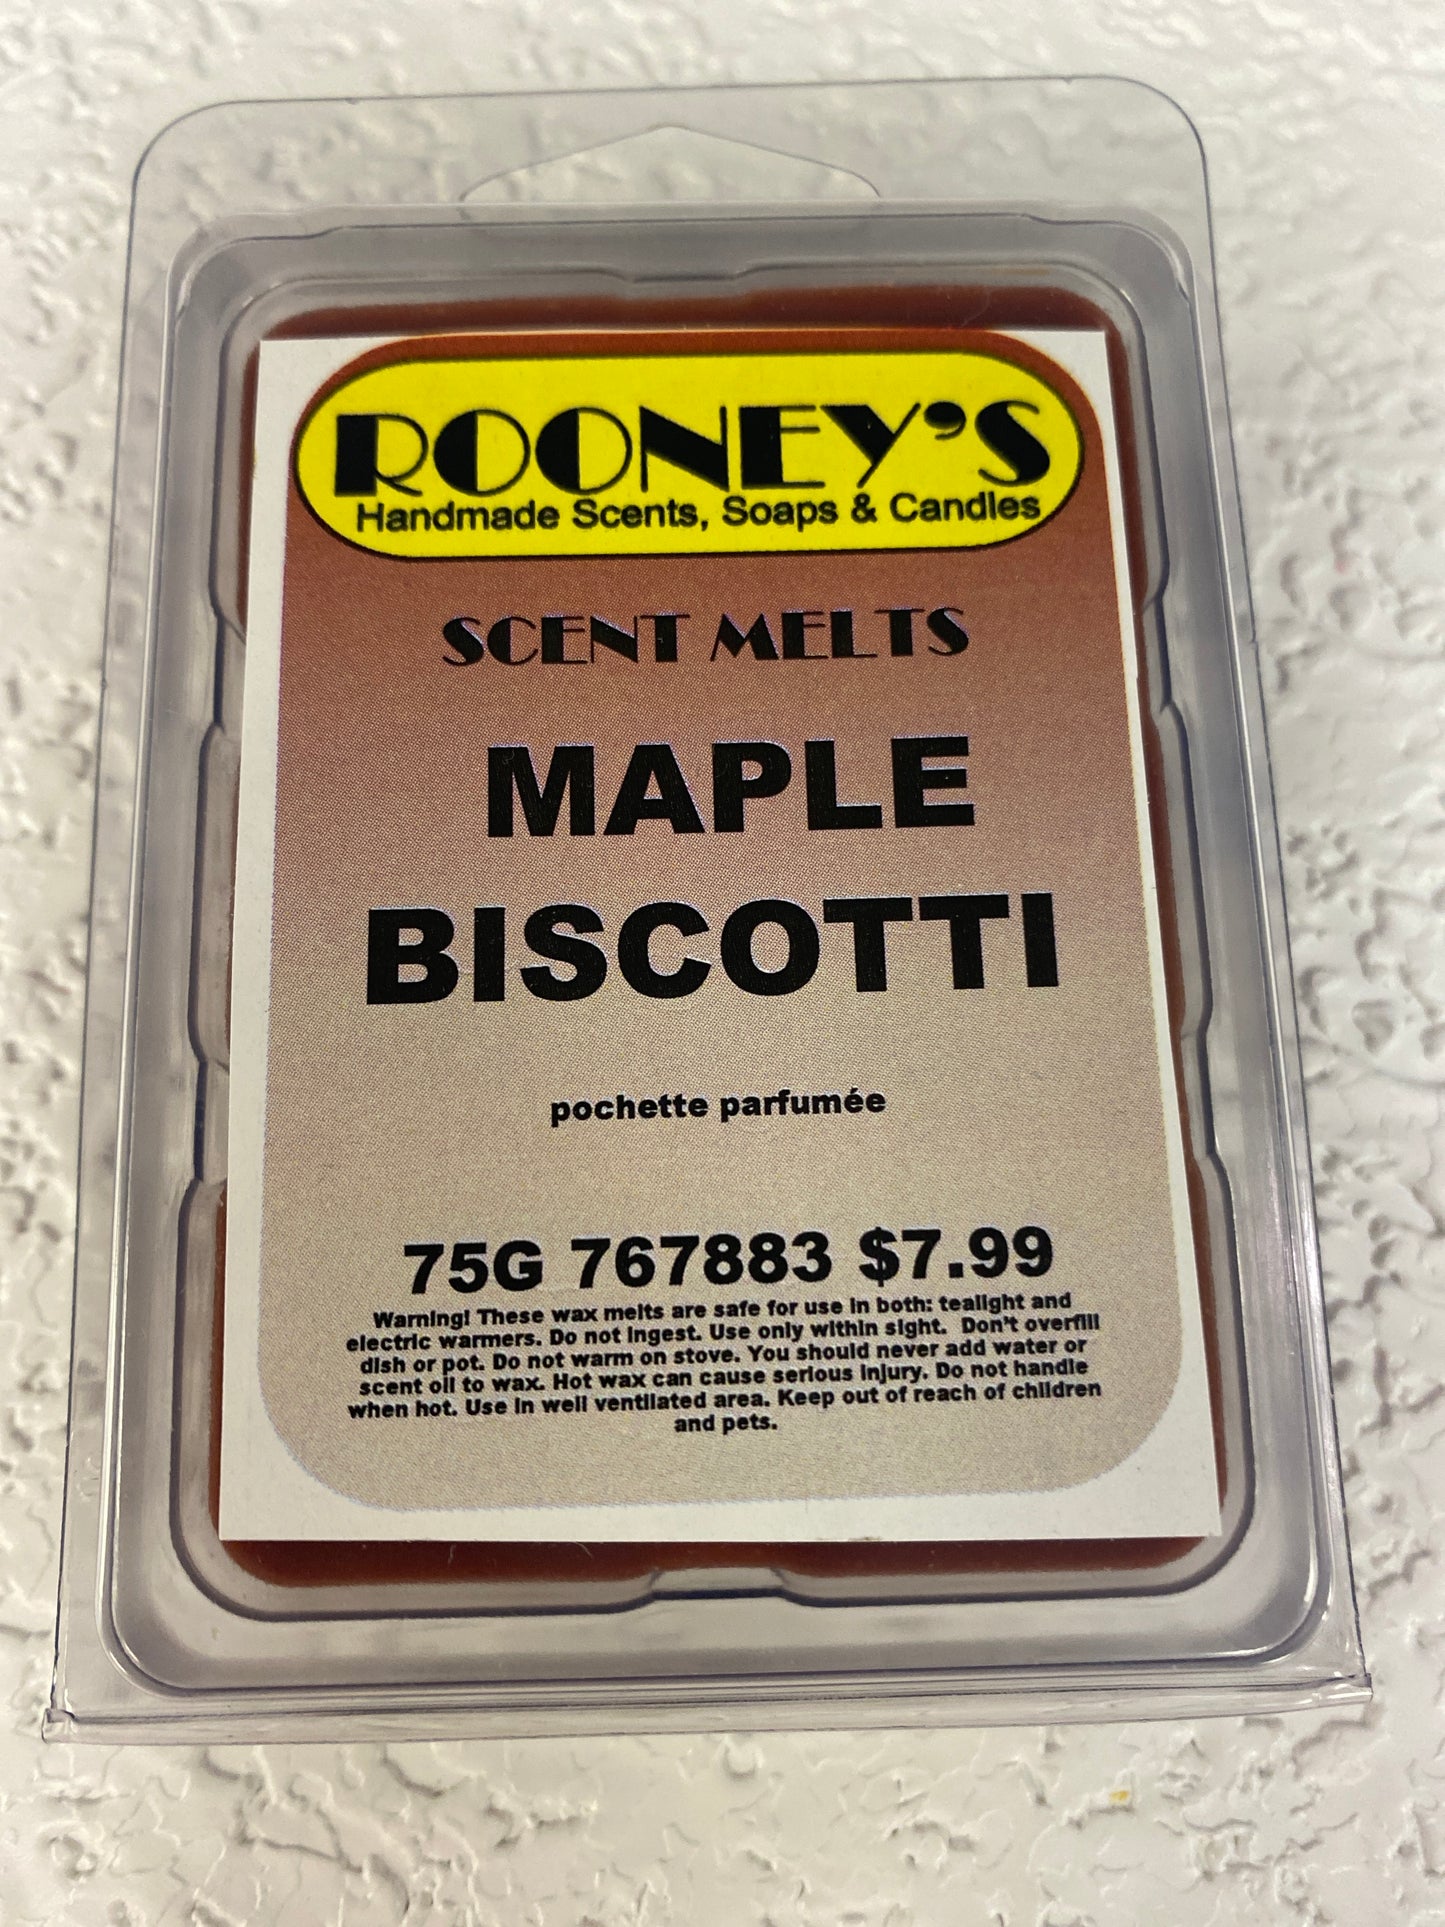 ROONEY'S
Handmade Scents, Soaps & Candles
SCENT MELTS
MAPLE
BISCOTTI
pochette parfumée
75G 767883 $7.99
Warning! These wax melts are safe for use in both: tealight and
electric warmers. Do not ingest. Use only within sight. Don't overfill
dish or pot. Do not warm on stove. You should never add water or
scent oil to wax. Hot wax can cause serious injury. Do not handle
when hot. Use in well ventilated area. Keep out of reach of children
and pets.